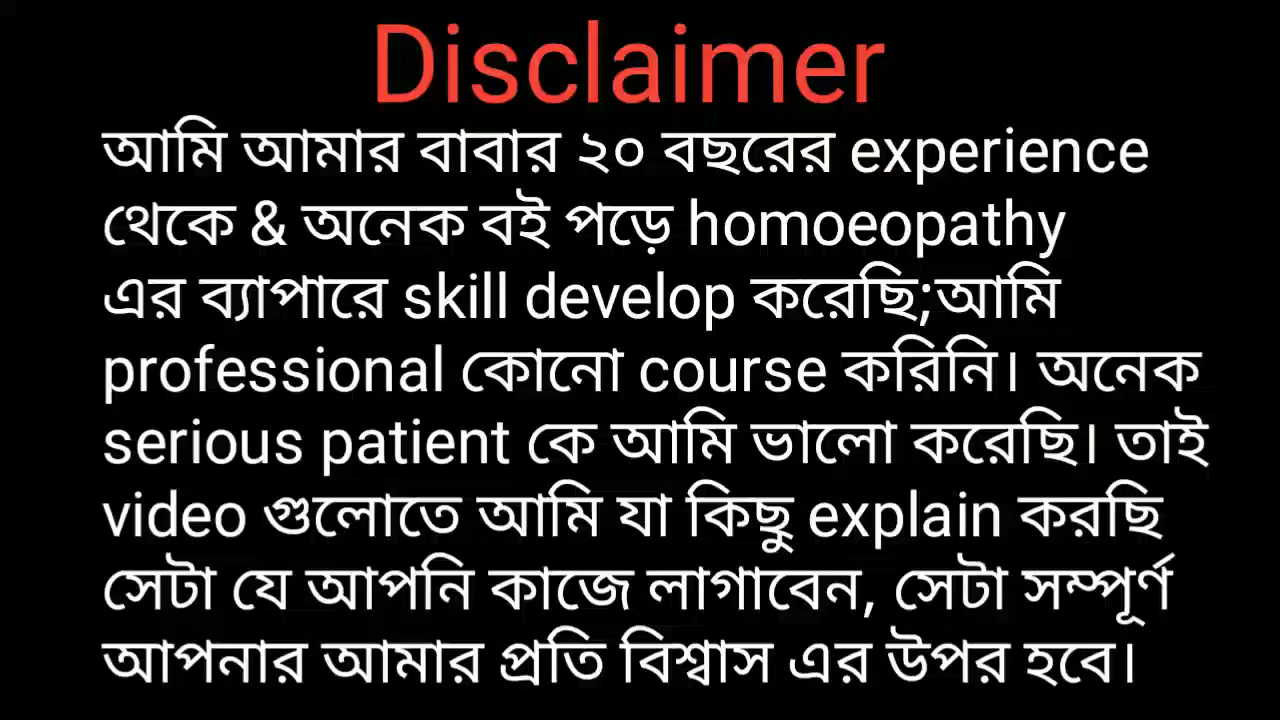 Disclaimer
আমি আমার বাবার ২০ বছরের experience
থেকে & অনেক বই পড়ে homoeopathy
এর ব্যাপারে skill develop করেছি;আমি
professional কোনো course করিনি। অনেক
serious patient কে আমি ভালো করেছি। তাই
video গুলোতে আমি যা কিছু explain করছি
সেটা যে আপনি কাজে লাগাবেন, সেটা সম্পূর্ণ
আপনার আমার প্রতি বিশ্বাস এর উপর হবে।